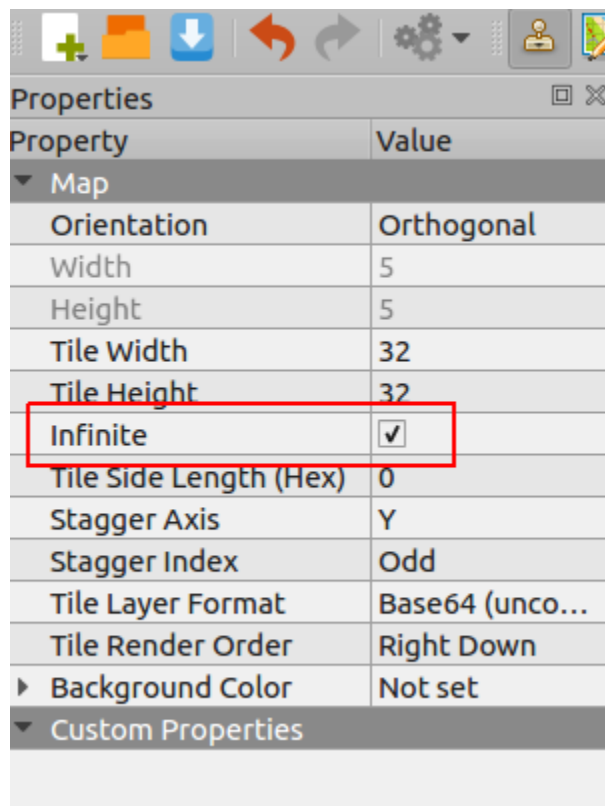 Properties
Property Value
Map
Orientation Orthogonal
Width 5
Height 5
Tile Width 32
Tile Height 32
Infinite
Tile Side Length (Hex) 0
Stagger Axis Y
Stagger Index Odd
Tile Layer Format Base64 (unco...
Tile Render Order Right Down
Background Color Not set
Custom Properties